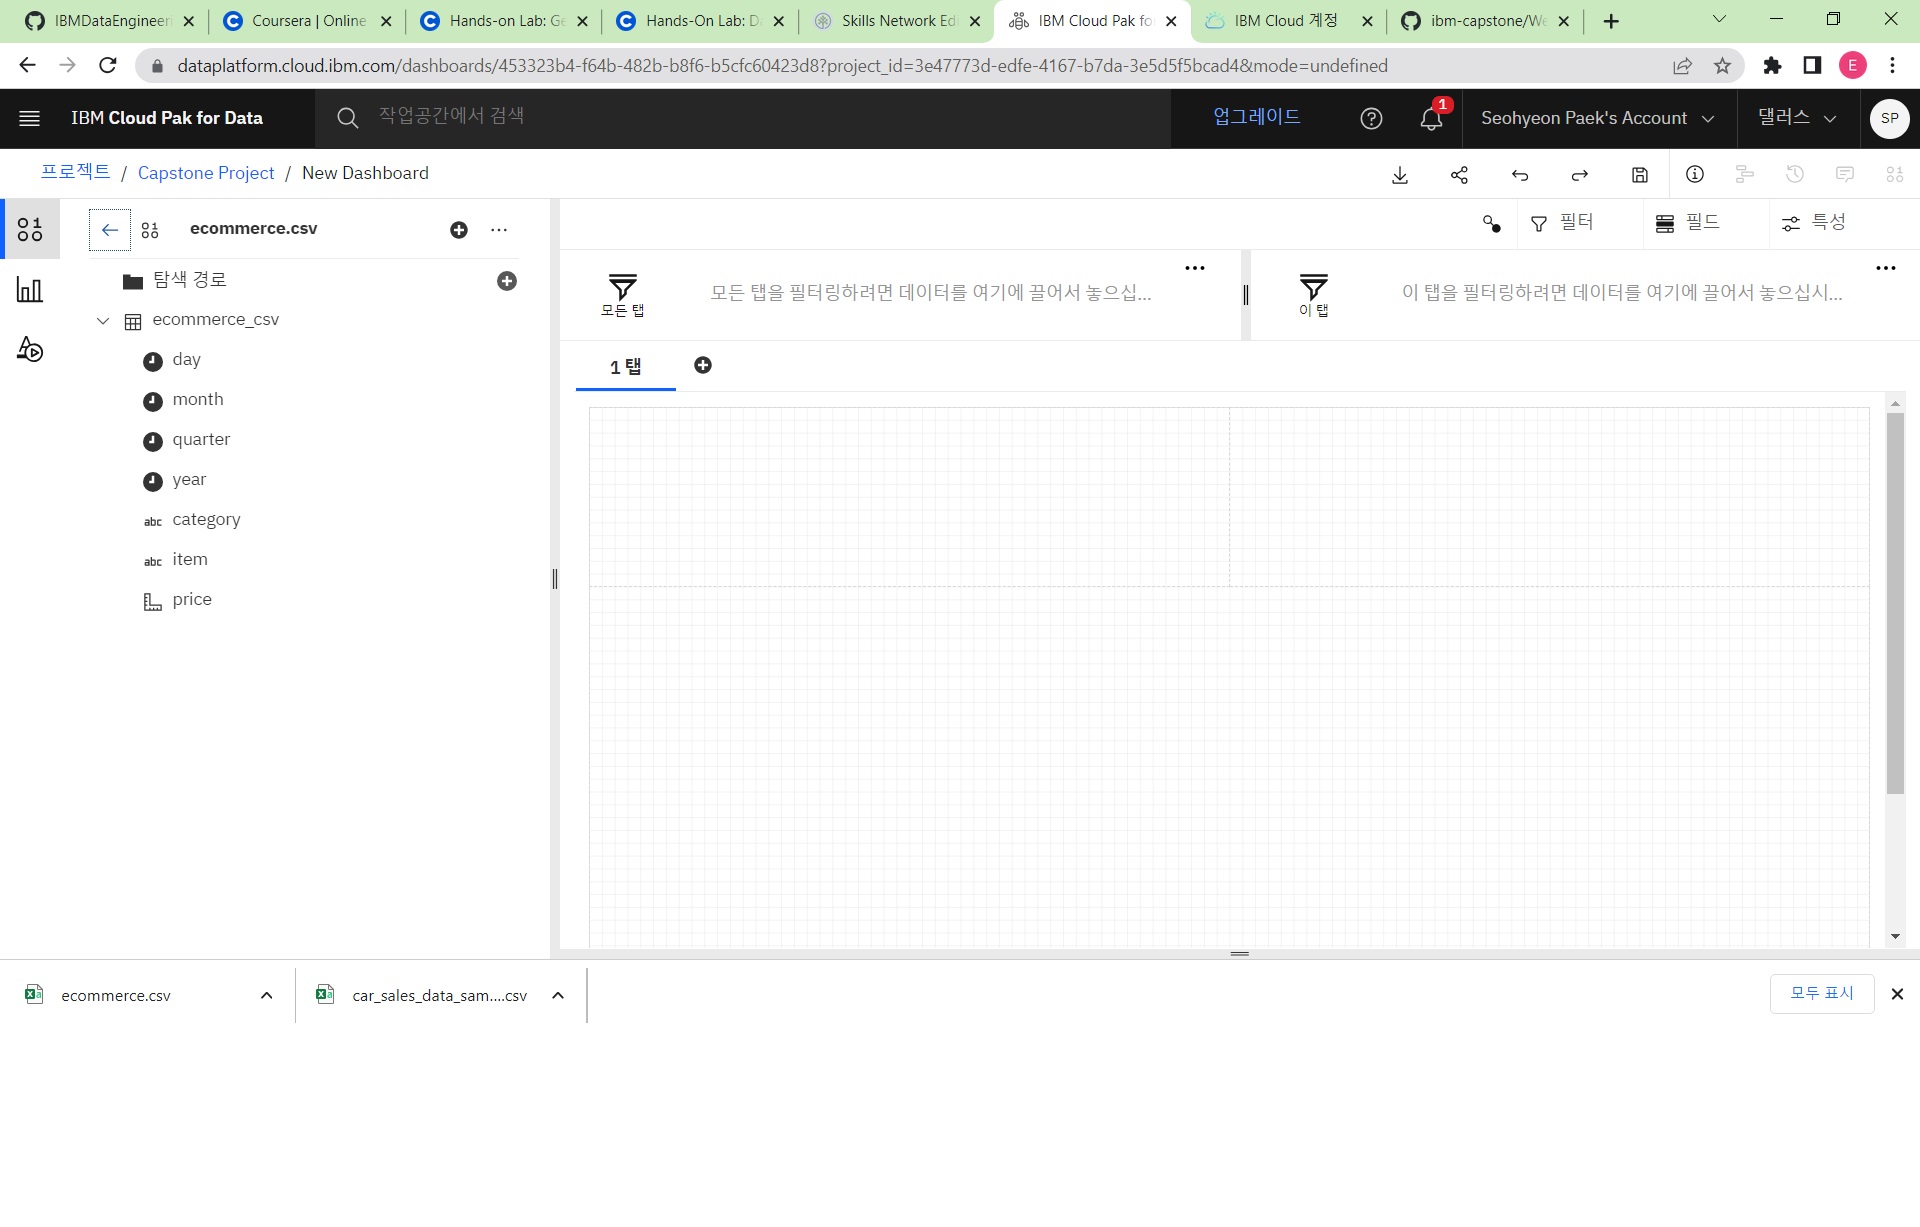 IBMDataEngineeri
Coursera | Online
Hands-on Lab: Ge
Hands-On Lab: D
Skills Network Edi
IBM Cloud Pak fo
IBM Cloud 계정
ibm-capstone/We
dataplatform.cloud.ibm.com/dashboards/453323b4-f64b-482b-b8f6-b5cfc60423d8?project_id=3e47773d-edfe-4167-b7da-3e5d5f5bcad4&mode=undefined
E
IBM Cloud Pak for Data
작업공간에서 검색
업그레이드
1
Seohyeon Paek's Account
댈러스
SP
프로젝트 / Capstone Project / New Dashboard
ecommerce.csv
필터
필드
특성
탐색 경로
ecommerce_csv
day
month
quarter
year
abc category
abc item
price
모든 탭
모든 탭을 필터링하려면 데이터를 여기에 끌어서 놓으십...
이 탭
이 탭을 필터링하려면 데이터를 여기에 끌어서 놓으십시...
1 탭
ecommerce.csv
car_sales_data_sam....csv
모두 표시